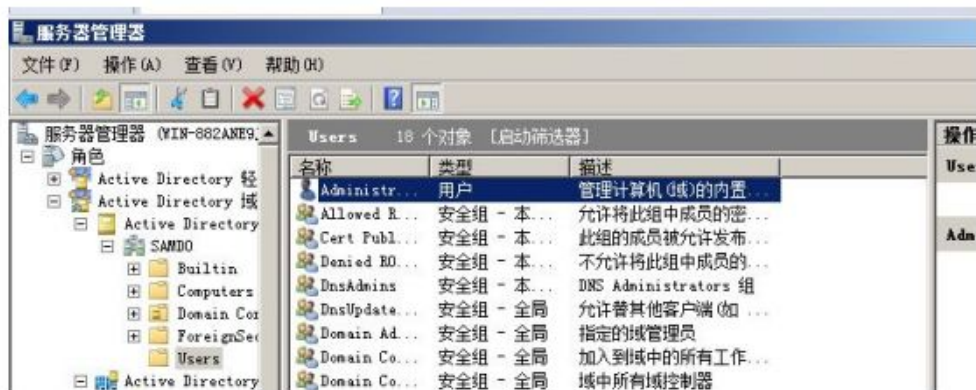 服务器管理器
文件(F) 操作(A) 查看(V) 帮助(H)
服务器管理器 (WIN-882ANE9.
角色
Active Directory 轻
Active Directory 域
Active Directory
Builtin
Computers
Domain Cor
ForeignSec
Users
Active Directory
Users 18 个对象 [启动筛选器]
名称 类型 描述
Administr... 用户 管理计算机(域)的内置...
Allowed R... 安全组 - 本... 允许将此组中成员的密...
Cert Publ... 安全组 - 本... 此组的成员被允许发布...
Denied RO... 安全组 - 本... 不允许将此组中成员的...
DnsAdmins 安全组 - 本... DNS Administrators 组
DnsUpdate... 安全组 - 全局 允许替其他客户端(如 ...
Domain Ad... 安全组 - 全局 指定的域管理员
Domain Co... 安全组 - 全局 加入到域中的所有工作...
Domain Co... 安全组 - 全局 域中所有域控制器
操作
Use
Adm